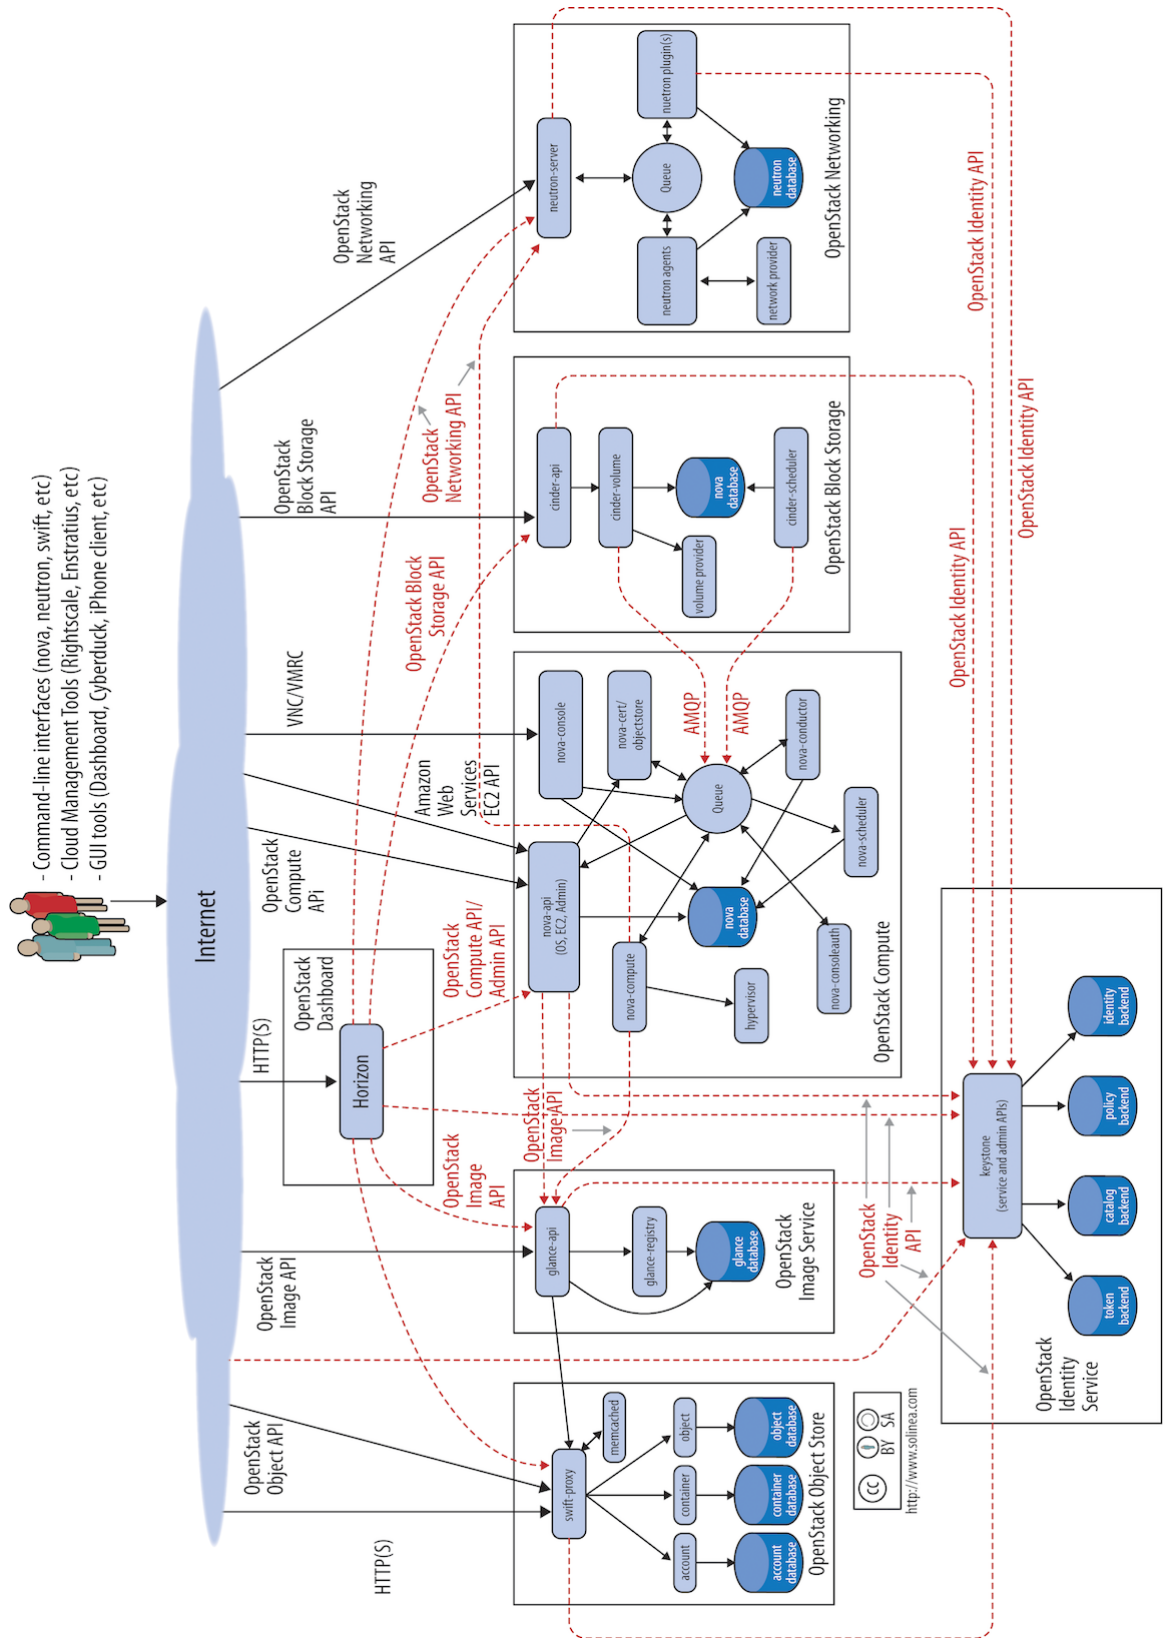 - Command-line interfaces (nova, neutron, swift, etc)
- Cloud Management Tools (Rightscale, Enstratius, etc)
- GUI tools (Dashboard, Cyberduck, iPhone client, etc)
Internet
HTTP(S)
OpenStack
Object API
OpenStack
Image API
HTTP(S)
OpenStack
Compute
APi
Amazon
Web
Services
EC2 API
VNC/VMRC
OpenStack
Block Storage
API
OpenStack
Networking
API
OpenStack
Dashboard
Horizon
OpenStack
Image
API
OpenStack
Compute API/
Admin API
OpenStack Block
Storage API
OpenStack
Networking API
OpenStack
Image API
swift-proxy
memcached
account
container
object
account
database
container
database
object
database
OpenStack Object Store
glance-api
glance-registry
glance
database
OpenStack
Image Service
nova-api
(OS, EC2, Admin)
nova-console
nova-cert/
objectstore
nova-compute
Queue
nova
database
hypervisor
nova-conductor
nova-consoleauth
nova-scheduler
OpenStack Compute
AMQP
AMQP
cinder-api
cinder-volume
nova
database
volume provider
cinder-scheduler
OpenStack Block Storage
neutron-server
neutron agents
Queue
nuetron plugin(s)
neutron
database
network provider
OpenStack Networking
OpenStack
Identity
API
OpenStack Identity API
OpenStack Identity API
OpenStack Identity API
keystone
(service and admin APIs)
token
backend
catalog
backend
policy
backend
identity
backend
OpenStack
Identity
Service
cc
BY SA
http://www.solinea.com